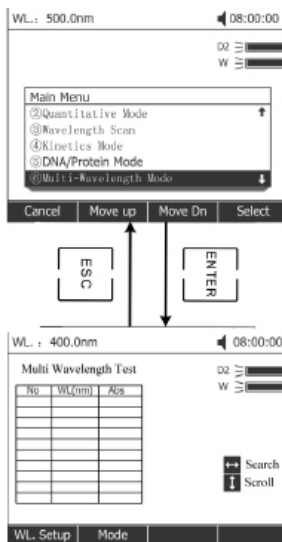 WL.: 500.0nm 08:00:00
D2
W
Main Menu
②Quantitative Mode
③Wavelength Scan
④Kinetics Mode
⑤DNA/Protein Mode
⑥Multi-Wavelength Mode
Cancel Move up Move Dn Select
ESC ENTER
WL. : 400.0nm 08:00:00
Multi Wavelength Test D2
W
No WL(nm) Abs
Search
Scroll
WL. Setup Mode